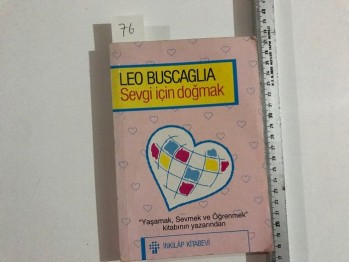 76
LEO BUSCAGLIA
Sevgi için doğmak
"Yaşamak, Sevmek ve Öğrenmek"
kitabının yazarından
İNKILÂP KİTABEVİ